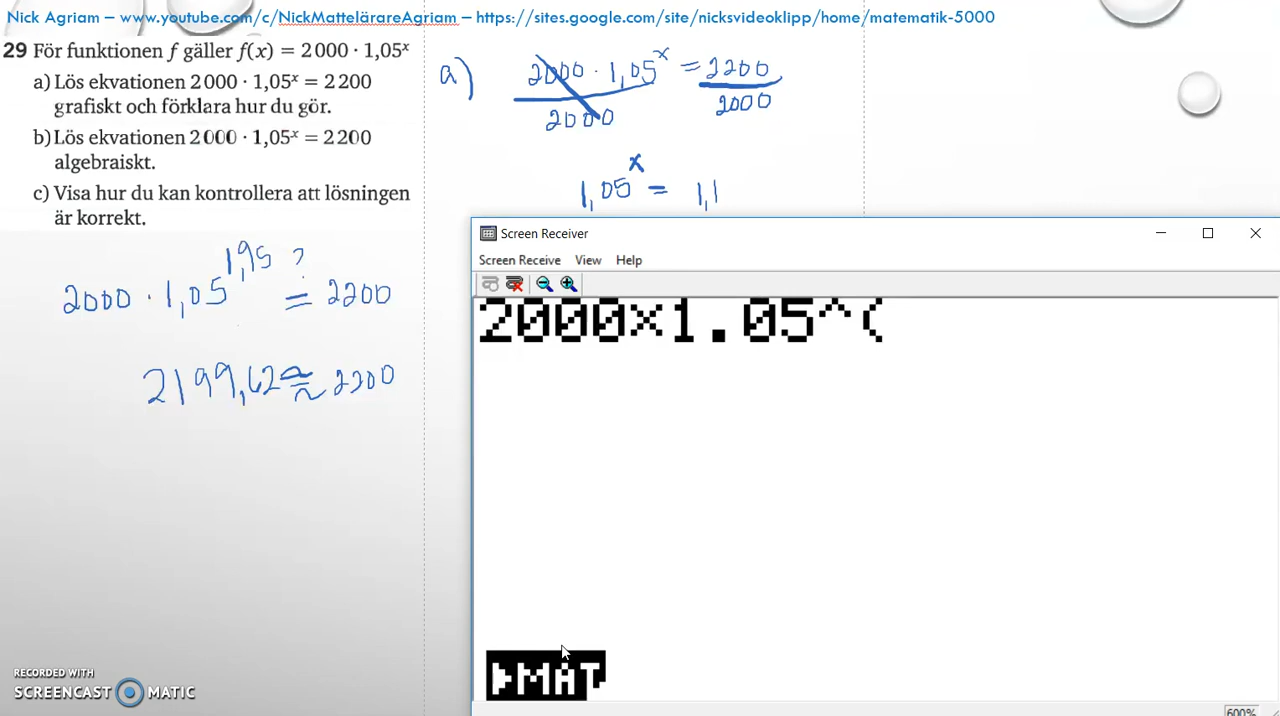 Nick Agriam – www.youtube.com/c/NickMattelärareAgriam – https://sites.google.com/site/nicksvideoklipp/home/matematik-5000
29 För funktionen f gäller f(x) = 2 000 · 1,05ˣ
a) Lös ekvationen 2 000 · 1,05ˣ = 2 200
grafiskt och förklara hur du gör.
b) Lös ekvationen 2 000 · 1,05ˣ = 2 200
algebraiskt.
c) Visa hur du kan kontrollera att lösningen
är korrekt.
2000 · 1,05^1,95 =? 2200
2199,62 ≈ 2200
a) 2000 · 1,05^x / 2000 = 2200 / 2000
1,05^x = 1,1
Screen Receiver
Screen Receive View Help
2000×1.05^(
▶MAT
600%
RECORDED WITH
SCREENCAST MATIC